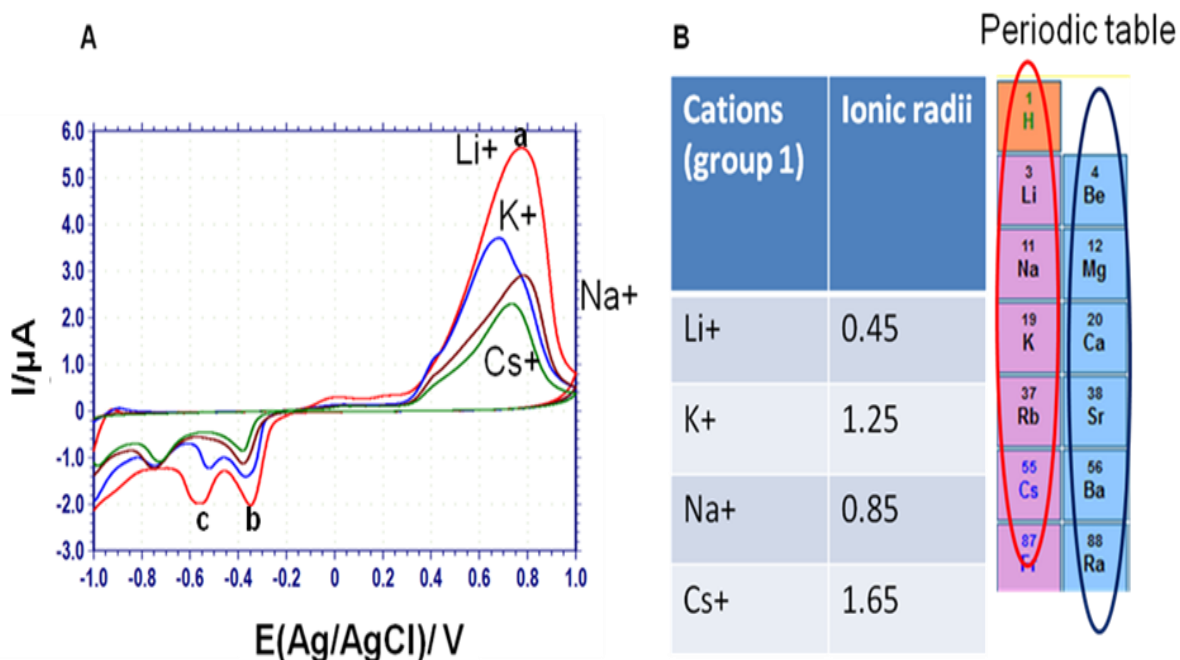 A
I/µA
6.0
5.0
4.0
3.0
2.0
1.0
0
-1.0
-2.0
-3.0
Li+
a
K+
Na+
Cs+
c
b
-1.0 -0.8 -0.6 -0.4 -0.2 0 0.2 0.4 0.6 0.8 1.0
E(Ag/AgCl)/ V
B
Periodic table
Cations (group 1) Ionic radii
Li+ 0.45
K+ 1.25
Na+ 0.85
Cs+ 1.65
1
H
3 4
Li Be
11 12
Na Mg
19 20
K Ca
37 38
Rb Sr
55 56
Cs Ba
87 88
Fr Ra